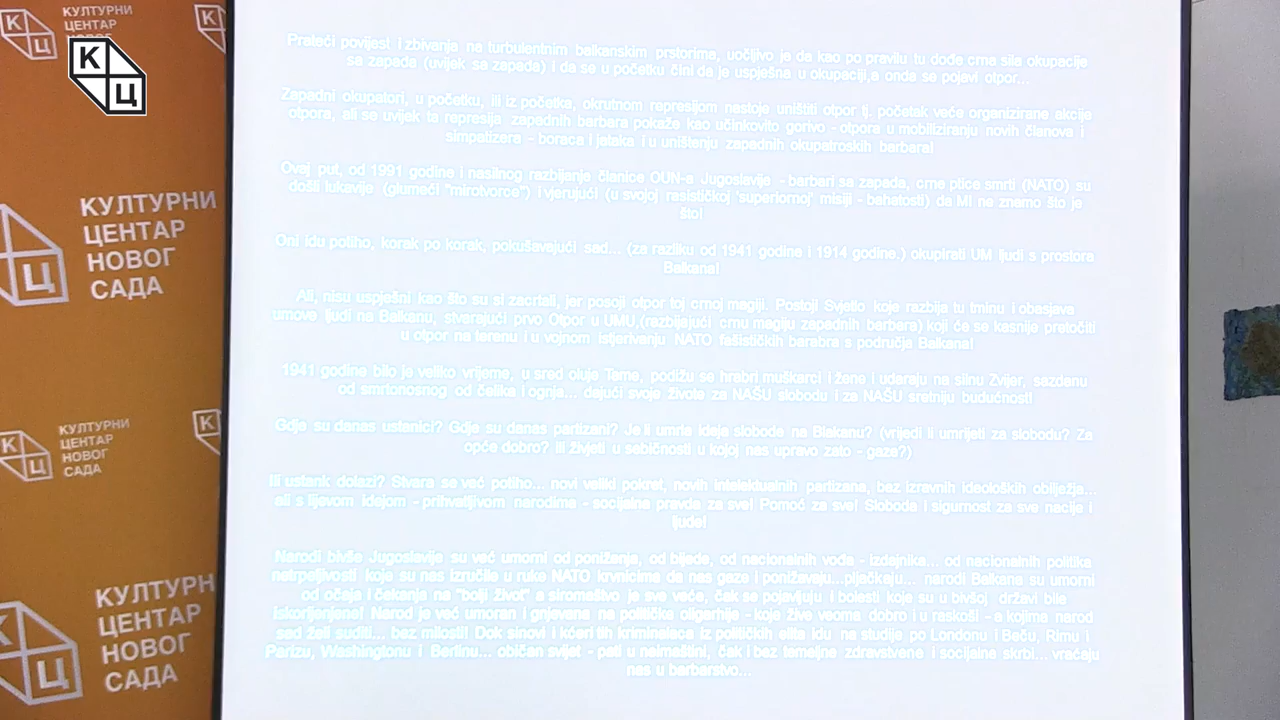 КУЛТУРНИ
ЦЕНТАР
НОВОГ
К
Ц
КУЛТУРНИ
ЦЕНТАР
НОВОГ
САДА
Ц
КУЛТУРНИ
ЦЕНТАР
НОВОГ
САДА
К
Ц
К
КУЛТУРН
ЦЕНТАР
НОВОГ
САДА
Ц
Prateći povijest i zbivanja na turbulentnim balkanskim prstorima, uočljivo je da kao po pravilu tu dođe crna sila okupacije
sa zapada (uvijek sa zapada) i da se u početku čini da je uspješna u okupaciji,a onda se pojavi otpor...
Zapadni okupatori, u početku, ili iz početka, okrutnom represijom nastoje uništiti otpor tj. početak veće organizirane akcije
otpora, ali se uvijek ta represija zapadnih barbara pokaže kao učinkovito gorivo - otpora u mobiliziranju novih članova i
simpatizera - boraca i jataka i u uništenju zapadnih okupatroskih barbara!
Ovaj put, od 1991 godine i nasilnog razbijanja članice OUN-a Jugoslavije - barbari sa zapada, crne ptice smrti (NATO) su
došli lukavije (glumeći "mirotvorce") i vjerujući (u svojoj rasističkoj 'superiornoj' misiji - bahatosti) da MI ne znamo što je
što!
Oni idu potiho, korak po korak, pokušavajući sad... (za razliku od 1941 godine i 1914 godine.) okupirati UM ljudi s prostora
Balkana!
Ali, nisu uspješni kao što su si zacrtali, jer posoji otpor toj crnoj magiji. Postoji Svjetlo koje razbija tu tminu i obasjava
umove ljudi na Balkanu, stvarajući prvo Otpor u UMU,(razbijajući crnu magiju zapadnih barbara) koji će se kasnije pretočiti
u otpor na terenu i u vojnom istjerivanju NATO fašističkih barabra s područja Balkana!
1941 godine bilo je veliko vrijeme, u sred oluje Tame, podižu se hrabri muškarci i žene i udaraju na silnu Zvijer, sazdanu
od smrtonosnog od čelika i ognja... dajući svoje živote za NAŠU slobodu i za NAŠU sretniju budućnost!
Gdje su danas ustanici? Gdje su danas partizani? Je li umrla ideja slobode na Blakanu? (vrijedi li umrijeti za slobodu? Za
opće dobro? Ili živjeti u sebičnosti u kojoj nas upravo zato - gaze?)
Ili ustank dolazi? Stvara se već potiho... novi veliki pokret, novih intelektualnih partizana, bez izravnih ideoloških obilježja...
ali s lijevom idejom - prihvatljivom narodima - socijalna pravda za sve! Pomoć za sve! Sloboda i sigurnost za sve nacije i
ljude!
Narodi bivše Jugoslavije su već umorni od poniženja, od bijede, od nacionalnih vođa - izdajnika... od nacionalnih politika
netrpeljivosti koje su nas izručile u ruke NATO krvnicima da nas gaze i ponižavaju...pljačkaju... narodi Balkana su umorni
od očaja i čekanja na "bolji život" a siromaštvo je sve veće, čak se pojavljuju i bolesti koje su u bivšoj državi bile
iskorijenjene! Narod je već umoran i gnjevana na političke oligarhije - koje žive veoma dobro i u raskoši - a kojima narod
sad želi suditi... bez milosti! Dok sinovi i kćeri tih kriminalaca iz političkih elita idu na studije po Londonu i Beču, Rimu i
Parizu, Washingtonu i Berlinu... običan svijet - pati u neimaštini, čak i bez temeljne zdravstvene i socijalne skrbi... vraćaju
nas u barbarstvo...